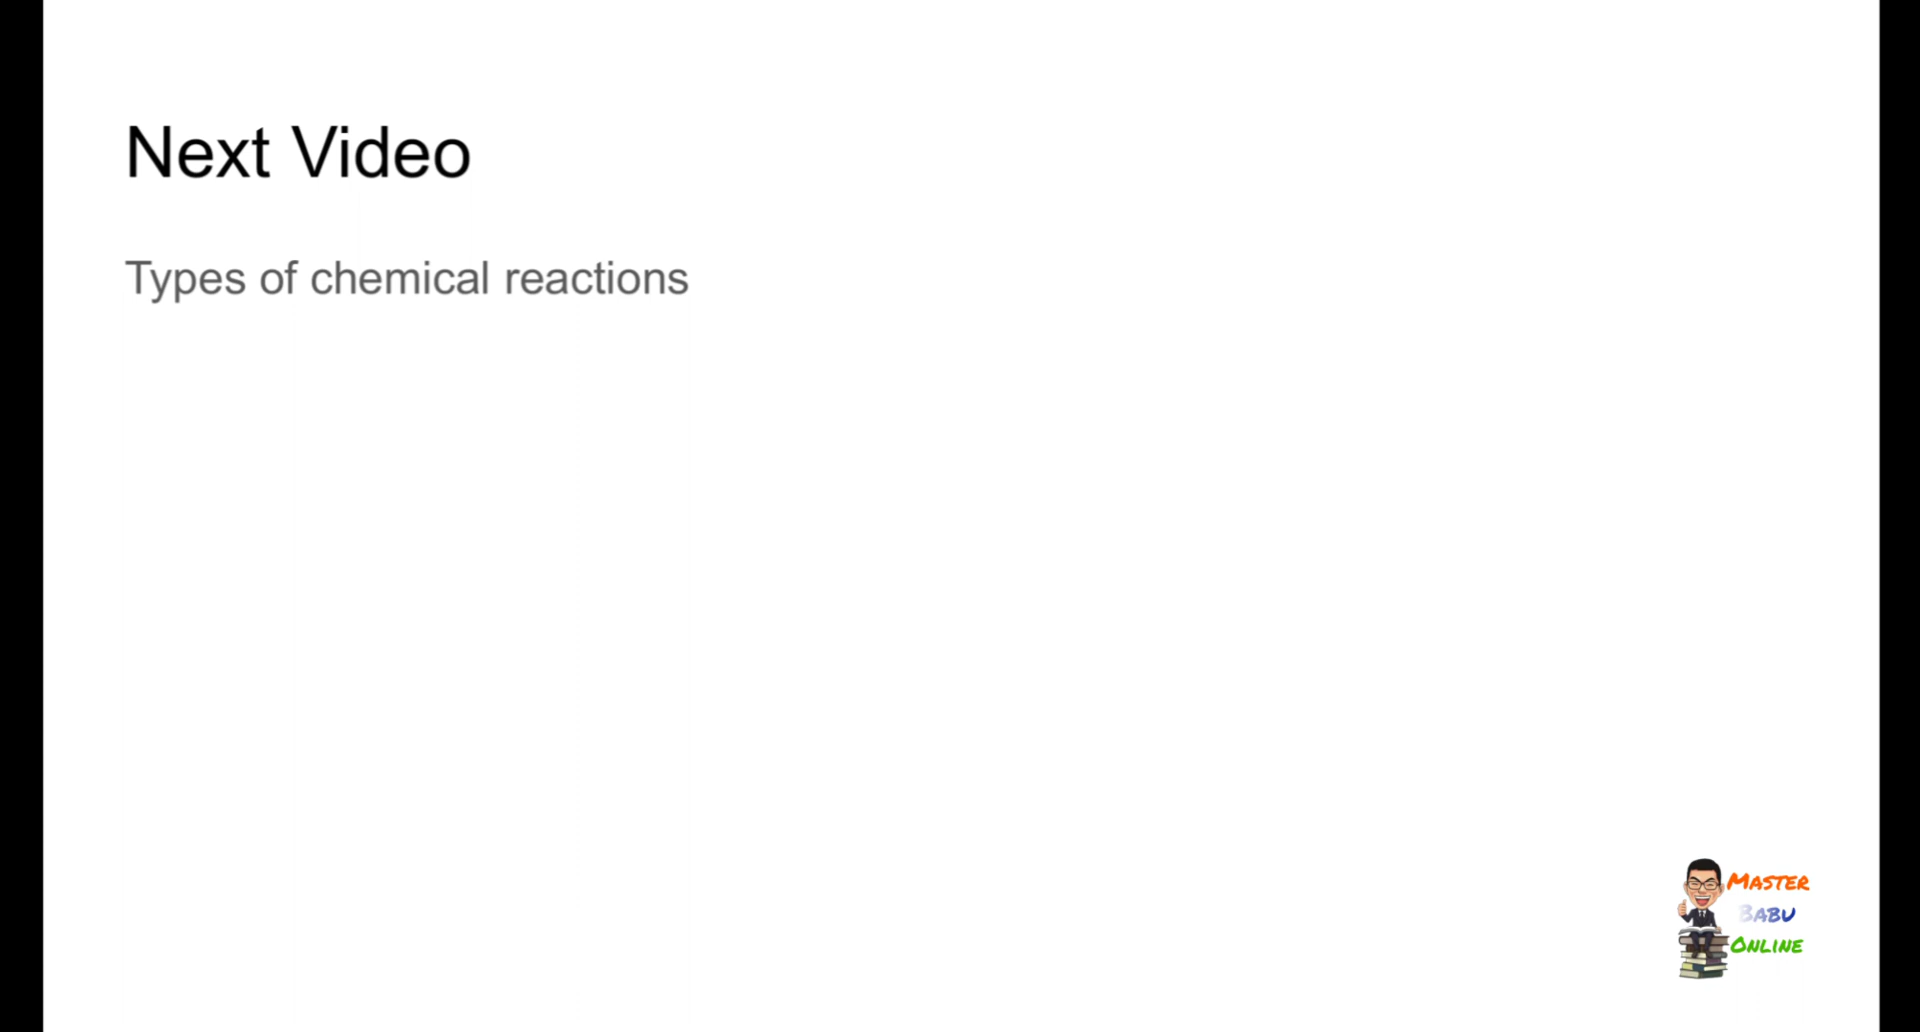 Next Video
Types of chemical reactions
MASTER
BABU
ONLINE